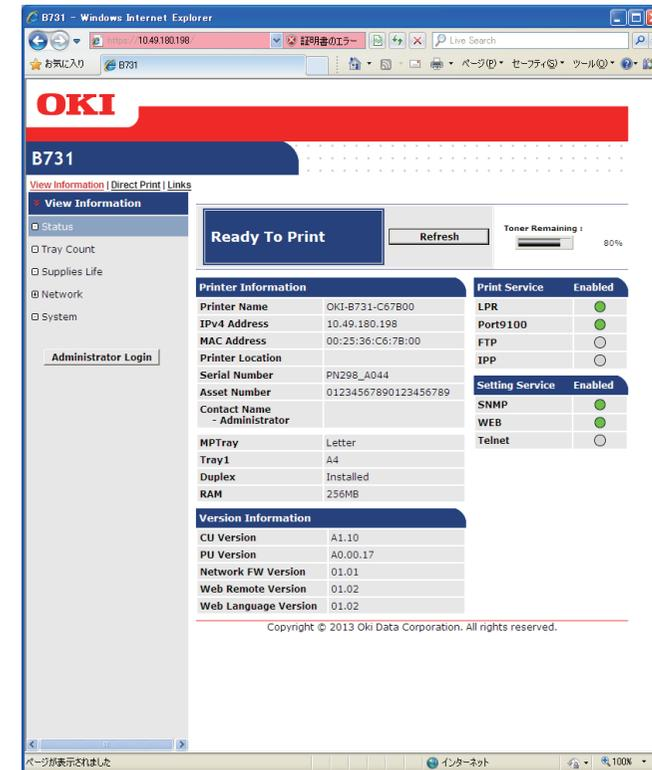 B731 - Windows Internet Explorer
https://10.49.180.198/
証明書のエラー
Live Search
お気に入り
B731
ページ(P)
セーフティ(S)
ツール(O)
OKI
B731
View Information | Direct Print | Links
View Information
Status
Tray Count
Supplies Life
Network
System
Administrator Login
Ready To Print
Refresh
Toner Remaining :
80%
Printer Information
Printer Name OKI-B731-C67B00
IPv4 Address 10.49.180.198
MAC Address 00:25:36:C6:7B:00
Printer Location
Serial Number PN298_A044
Asset Number 01234567890123456789
Contact Name
- Administrator
MPTray Letter
Tray1 A4
Duplex Installed
RAM 256MB
Version Information
CU Version A1.10
PU Version A0.00.17
Network FW Version 01.01
Web Remote Version 01.02
Web Language Version 01.02
Print Service Enabled
LPR
Port9100
FTP
IPP
Setting Service Enabled
SNMP
WEB
Telnet
Copyright © 2013 Oki Data Corporation. All rights reserved.
ページが表示されました
インターネット
100%